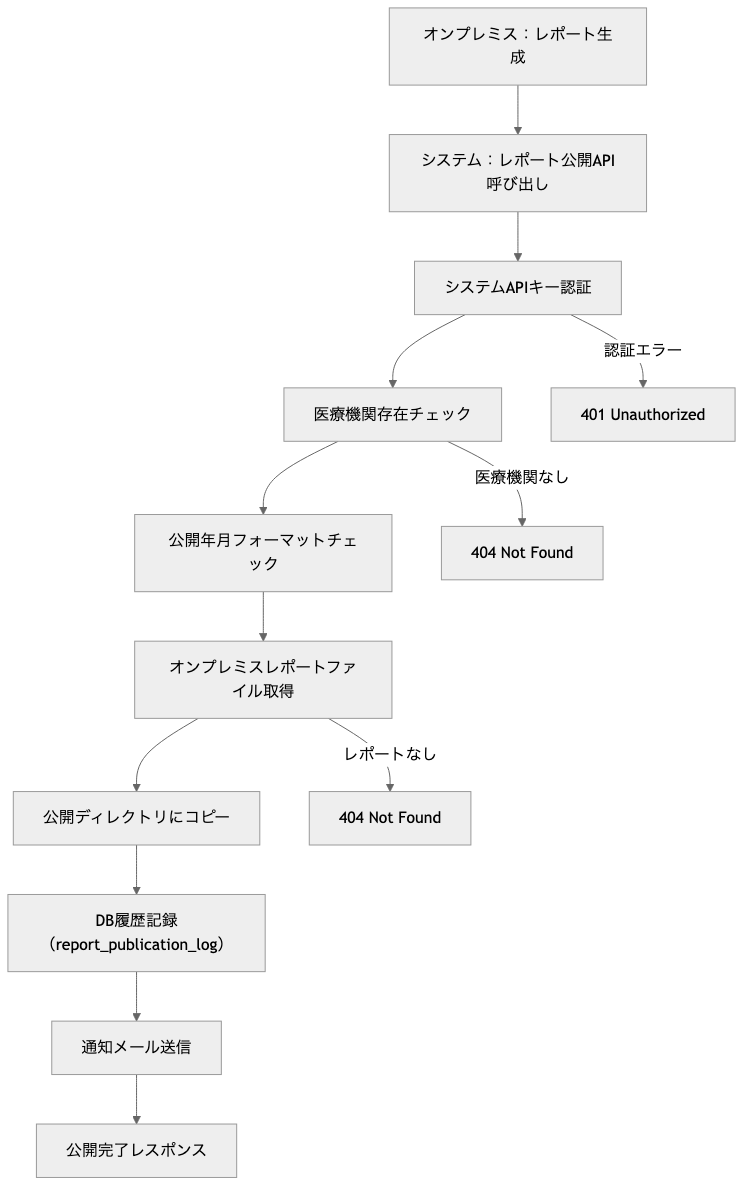 オンプレミス：レポート生
成
システム：レポート公開API
呼び出し
システムAPIキー認証
認証エラー
医療機関存在チェック
401 Unauthorized
医療機関なし
公開年月フォーマットチェ
ック
404 Not Found
オンプレミスレポートファ
イル取得
レポートなし
公開ディレクトリにコピー
404 Not Found
DB履歴記録
（report_publication_log）
通知メール送信
公開完了レスポンス